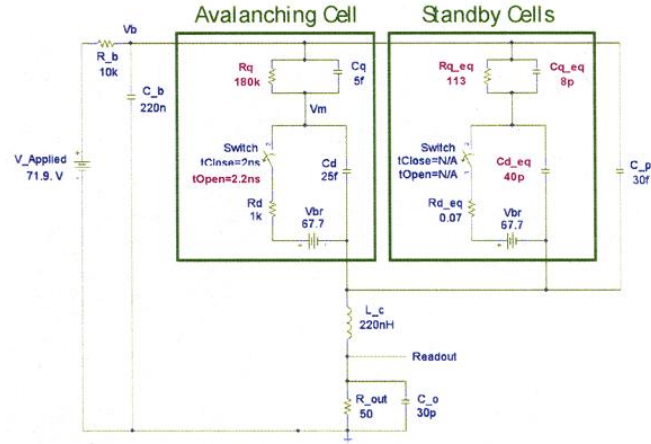 Avalanching Cell
Standby Cells
Vb
R_b
10k
C_b
220n
V_Applied
71.9. V
Rq
180k
Cq
5f
Vm
Switch
tClose=2ns
tOpen=2.2ns
Cd
25f
Rd
1k
Vbr
67.7
Rq_eq
113
Cq_eq
8p
Switch
tClose=N/A
tOpen=N/A
Cd_eq
40p
Rd_eq
0.07
Vbr
67.7
C_p
30f
L_c
220nH
Readout
R_out
50
C_o
30p